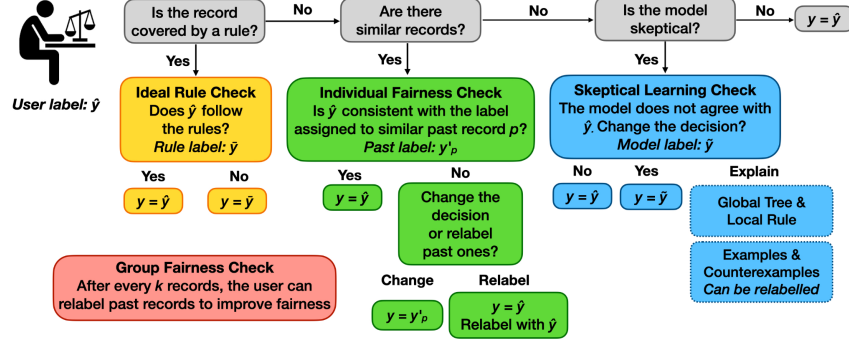 Is the record
covered by a rule?
No
Are there
similar records?
No
Is the model
skeptical?
No
y = ŷ
Yes
Yes
Yes
User label: ŷ
Ideal Rule Check
Does ŷ follow
the rules?
Rule label: ȳ
Individual Fairness Check
Is ŷ consistent with the label
assigned to similar past record p?
Past label: y'p
Skeptical Learning Check
The model does not agree with
ŷ. Change the decision?
Model label: ỹ
Yes
No
y = ŷ
y = ȳ
Yes
No
y = ŷ
Change the
decision
or relabel
past ones?
No
Yes
Explain
y = ŷ
y = ỹ
Global Tree &
Local Rule
Examples &
Counterexamples
Can be relabelled
Group Fairness Check
After every k records, the user can
relabel past records to improve fairness
Change
Relabel
y = y'p
y = ŷ
Relabel with ŷ